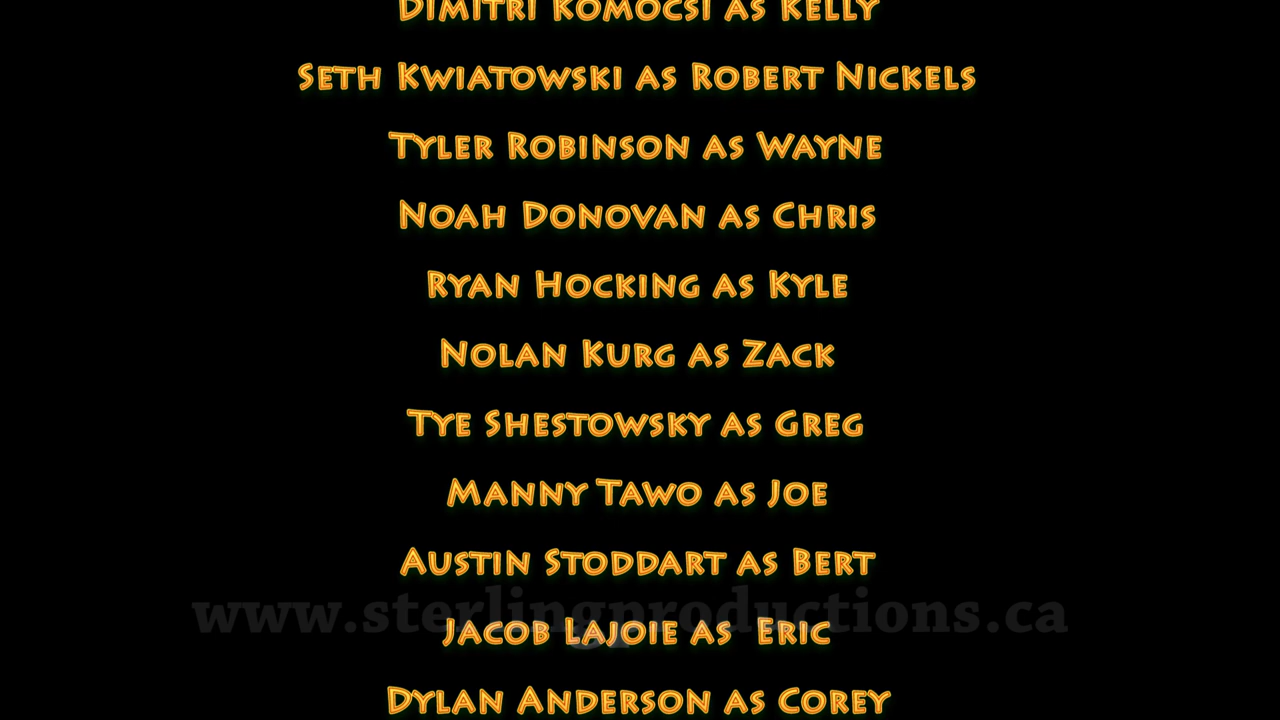 Dimitri Komocsi as Kelly
Seth Kwiatowski as Robert Nickels
Tyler Robinson as Wayne
Noah Donovan as Chris
Ryan Hocking as Kyle
Nolan Kurg as Zack
Tye Shestowsky as Greg
Manny Tawo as Joe
Austin Stoddart as Bert
www.sterlingproductions.ca
Jacob Lajoie as Eric
Dylan Anderson as Corey